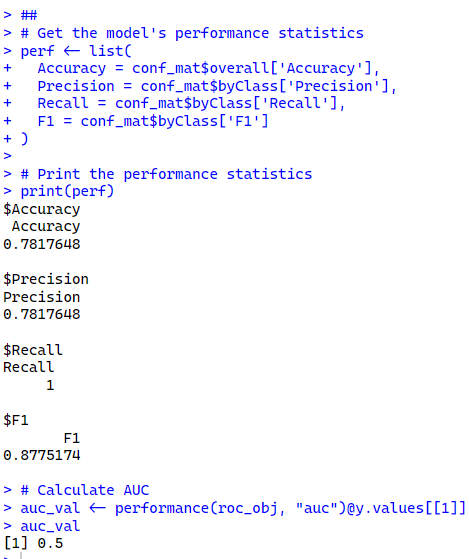 > ##
> # Get the model's performance statistics
> perf <- list(
+   Accuracy = conf_mat$overall['Accuracy'],
+   Precision = conf_mat$byClass['Precision'],
+   Recall = conf_mat$byClass['Recall'],
+   F1 = conf_mat$byClass['F1']
+ )
>
> # Print the performance statistics
> print(perf)
$Accuracy
 Accuracy
0.7817648

$Precision
Precision
0.7817648

$Recall
Recall
     1

$F1
       F1
0.8775174

> # Calculate AUC
> auc_val <- performance(roc_obj, "auc")@y.values[[1]]
> auc_val
[1] 0.5
>